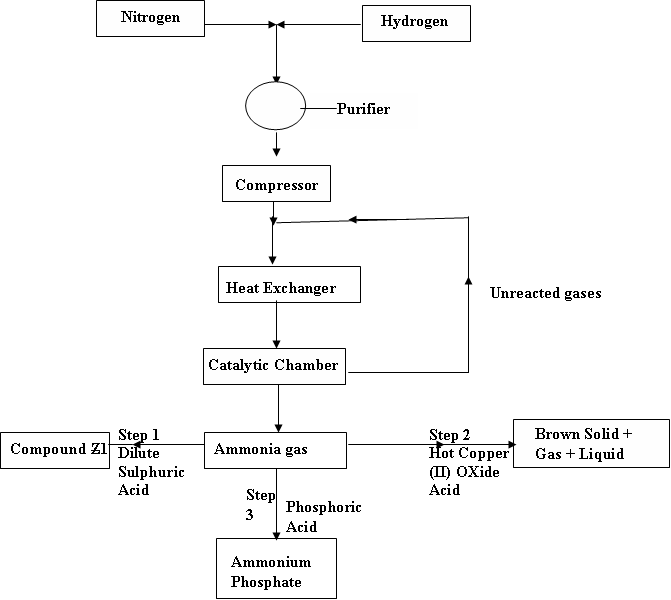 Nitrogen
Hydrogen
Purifier
Compressor
Heat Exchanger
Unreacted gases
Catalytic Chamber
Compound Z1
Step 1
Dilute
Sulphuric
Acid
Ammonia gas
Step 2
Hot Copper
(II) OXide
Acid
Brown Solid +
Gas + Liquid
Step
3
Phosphoric
Acid
Ammonium
Phosphate